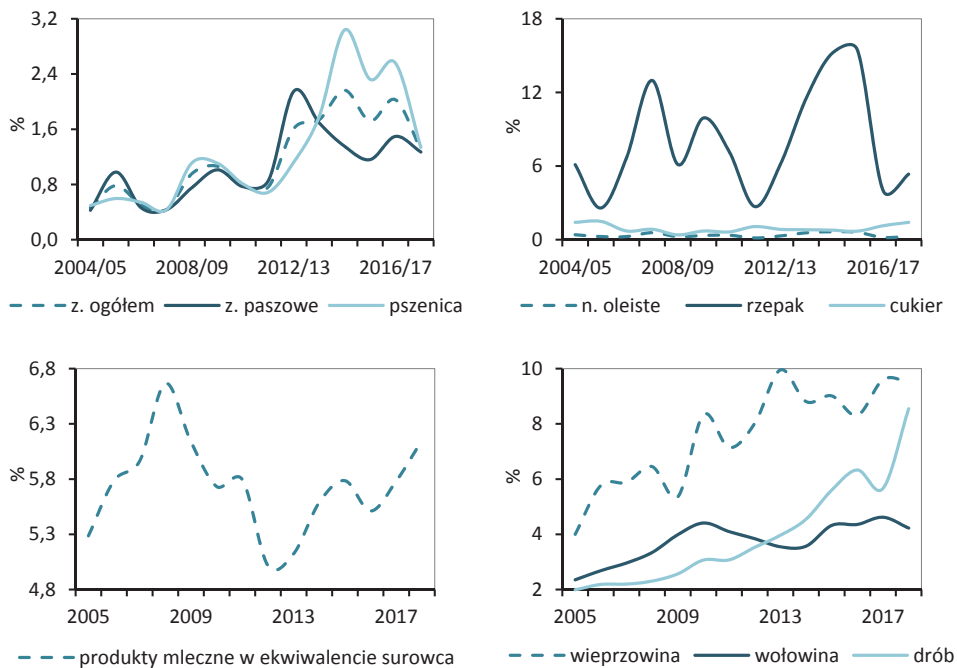 3,2
2,4
1,6
0,8
0,0
%
2004/05 2008/09 2012/13 2016/17
z. ogółem z. paszowe pszenica
18
12
6
0
%
2004/05 2008/09 2012/13 2016/17
n. oleiste rzepak cukier
6,8
6,3
5,8
5,3
4,8
%
2005 2009 2013 2017
produkty mleczne w ekwiwalencie surowca
10
8
6
4
2
%
2005 2009 2013 2017
wieprzowina wołowina drób